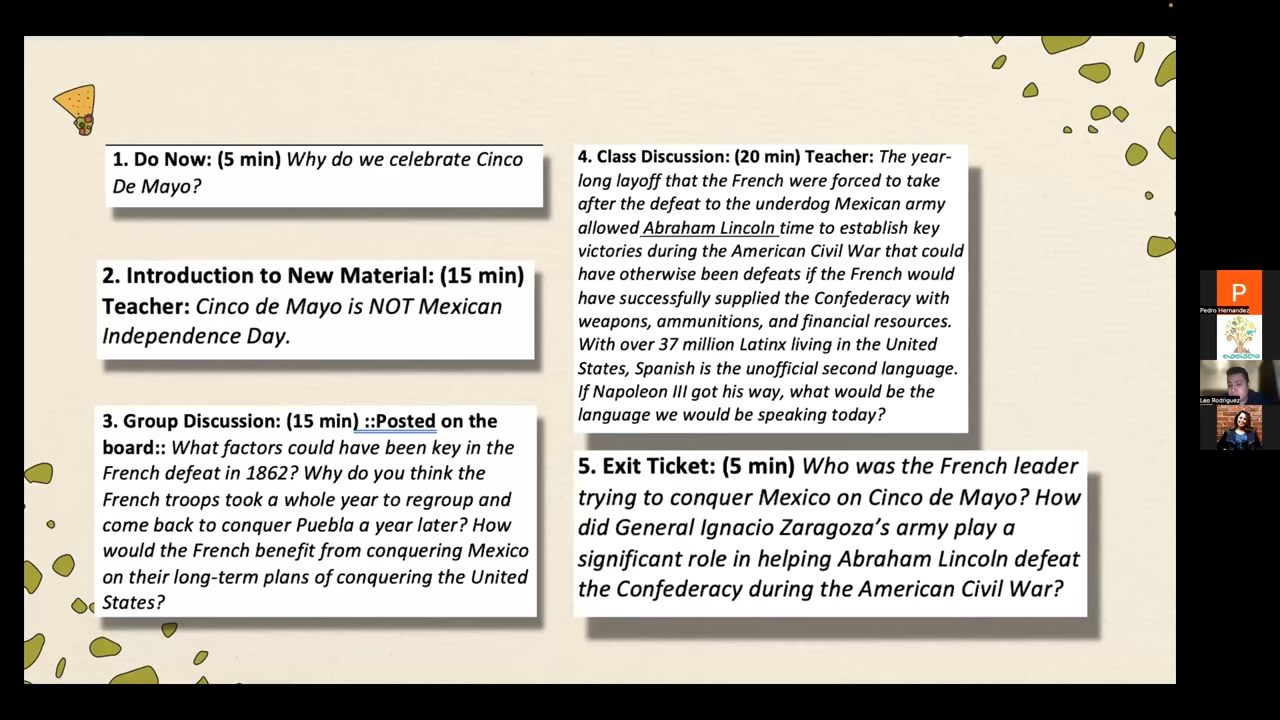 1. Do Now: (5 min) Why do we celebrate Cinco
De Mayo?
2. Introduction to New Material: (15 min)
Teacher: Cinco de Mayo is NOT Mexican
Independence Day.
3. Group Discussion: (15 min) ::Posted on the
board:: What factors could have been key in the
French defeat in 1862? Why do you think the
French troops took a whole year to regroup and
come back to conquer Puebla a year later? How
would the French benefit from conquering Mexico
on their long-term plans of conquering the United
States?
4. Class Discussion: (20 min) Teacher: The year-
long layoff that the French were forced to take
after the defeat to the underdog Mexican army
allowed Abraham Lincoln time to establish key
victories during the American Civil War that could
have otherwise been defeats if the French would
have successfully supplied the Confederacy with
weapons, ammunitions, and financial resources.
With over 37 million Latinx living in the United
States, Spanish is the unofficial second language.
If Napoleon III got his way, what would be the
language we would be speaking today?
5. Exit Ticket: (5 min) Who was the French leader
trying to conquer Mexico on Cinco de Mayo? How
did General Ignacio Zaragoza's army play a
significant role in helping Abraham Lincoln defeat
the Confederacy during the American Civil War?
P
Pedro Hernandez
Leo Rodriguez